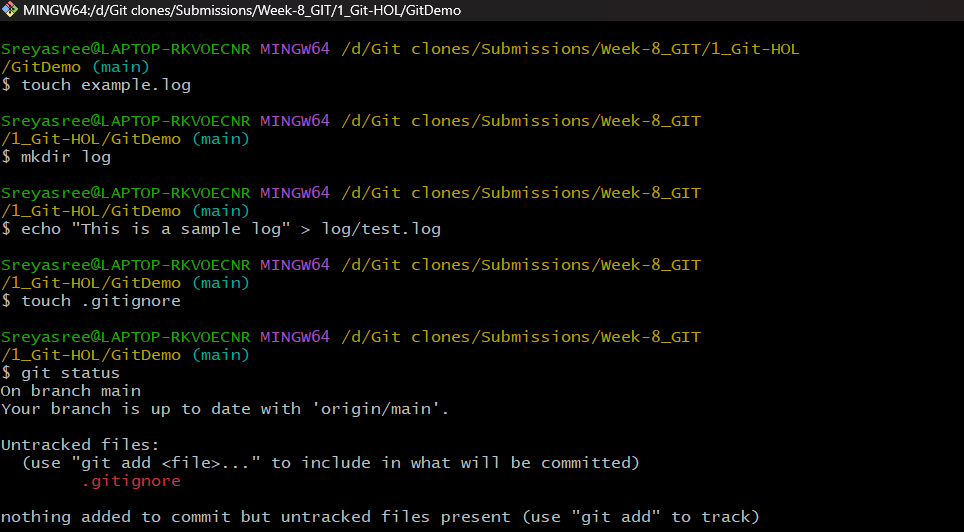 MINGW64:/d/Git clones/Submissions/Week-8_GIT/1_Git-HOL/GitDemo
Sreyasree@LAPTOP-RKVOECNR MINGW64 /d/Git clones/Submissions/Week-8_GIT/1_Git-HOL
/GitDemo (main)
$ touch example.log
Sreyasree@LAPTOP-RKVOECNR MINGW64 /d/Git clones/Submissions/Week-8_GIT
/1_Git-HOL/GitDemo (main)
$ mkdir log
Sreyasree@LAPTOP-RKVOECNR MINGW64 /d/Git clones/Submissions/Week-8_GIT
/1_Git-HOL/GitDemo (main)
$ echo "This is a sample log" > log/test.log
Sreyasree@LAPTOP-RKVOECNR MINGW64 /d/Git clones/Submissions/Week-8_GIT
/1_Git-HOL/GitDemo (main)
$ touch .gitignore
Sreyasree@LAPTOP-RKVOECNR MINGW64 /d/Git clones/Submissions/Week-8_GIT
/1_Git-HOL/GitDemo (main)
$ git status
On branch main
Your branch is up to date with 'origin/main'.
Untracked files:
(use "git add <file>..." to include in what will be committed)
.gitignore
nothing added to commit but untracked files present (use "git add" to track)